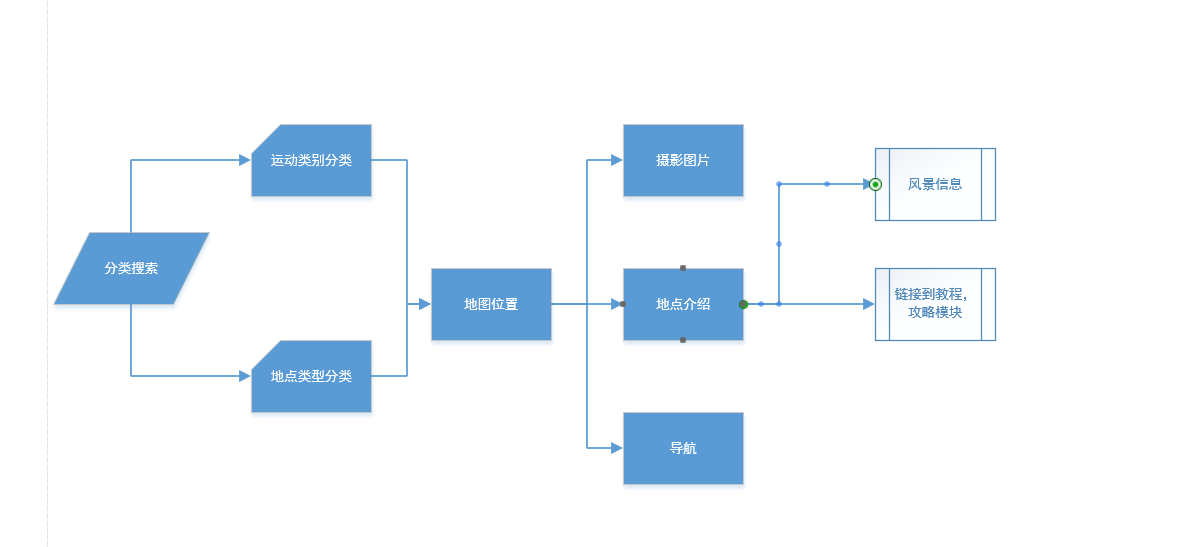 运动类别分类
摄影图片
风景信息
分类搜索
地图位置
地点介绍
链接到教程，
攻略模块
地点类型分类
导航